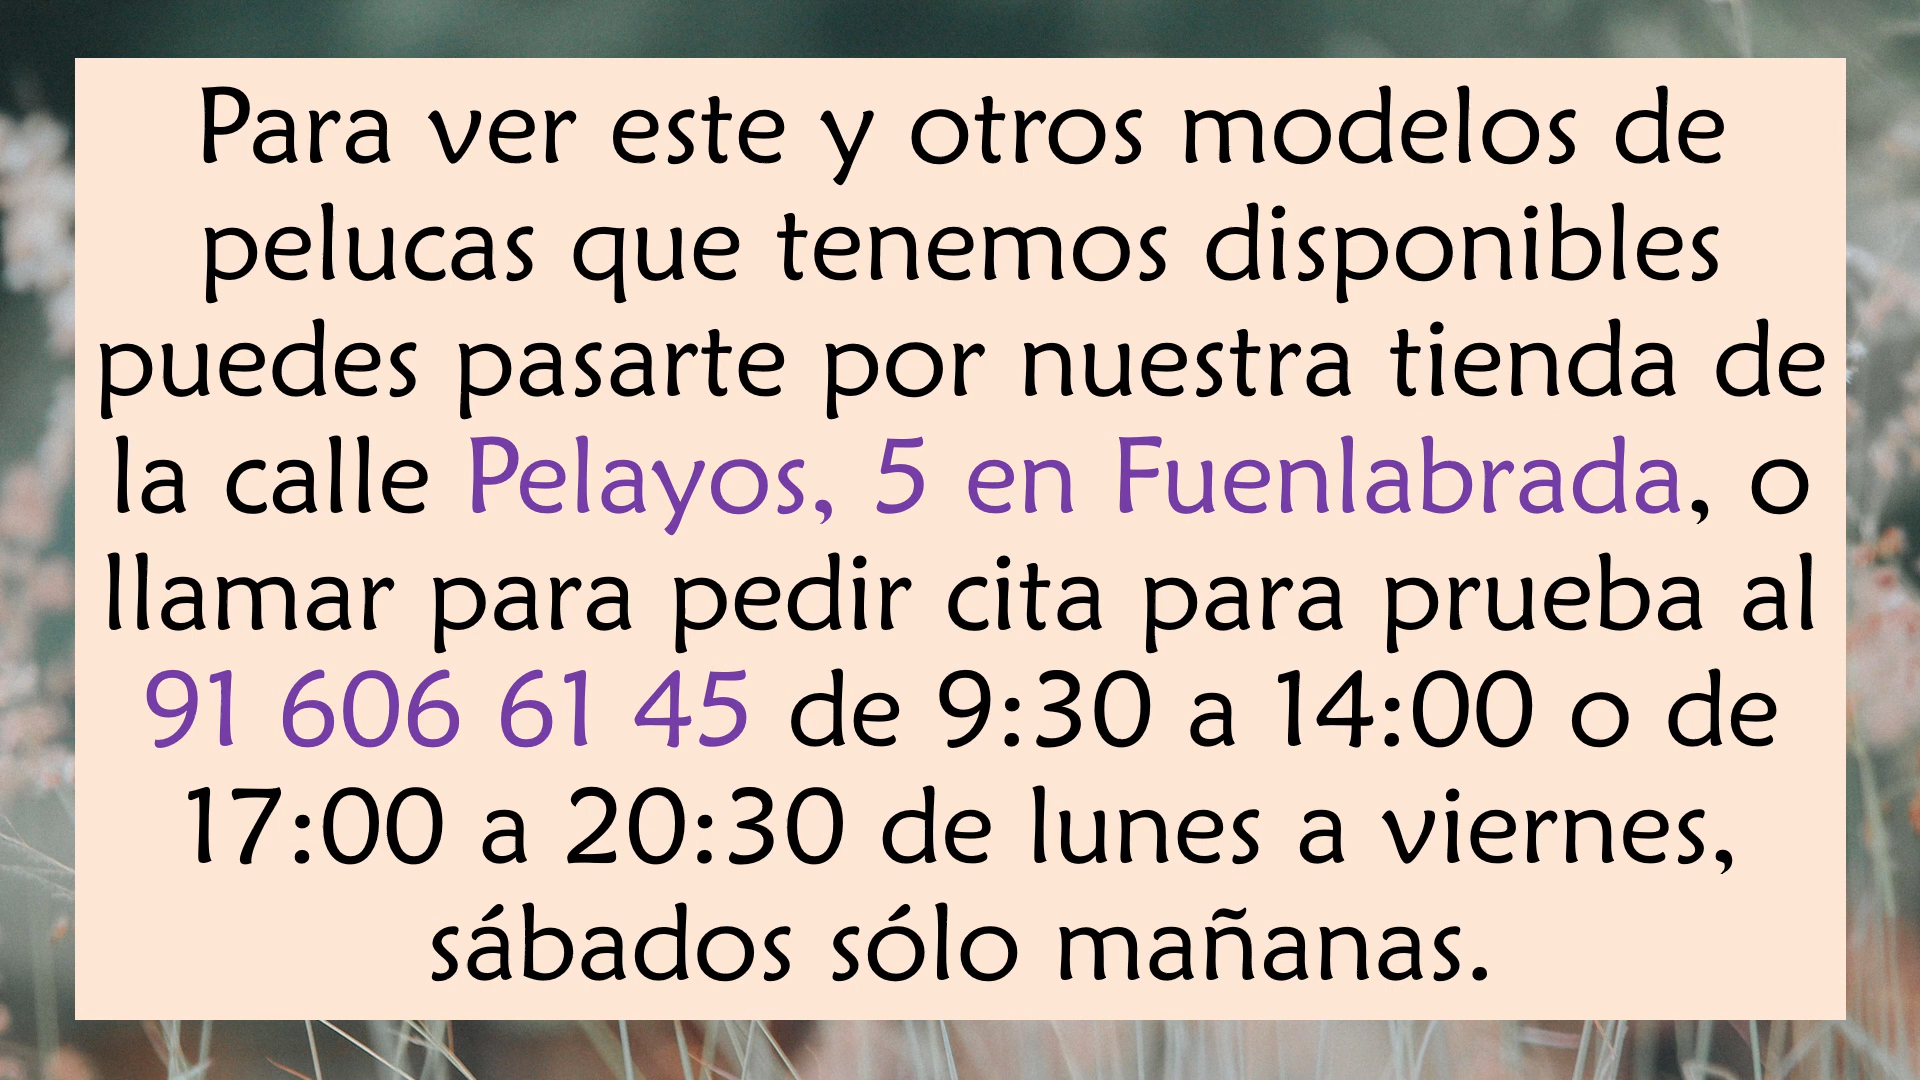 Para ver este y otros modelos de
pelucas que tenemos disponibles
puedes pasarte por nuestra tienda de
la calle Pelayos, 5 en Fuenlabrada, o
llamar para pedir cita para prueba al
91 606 61 45 de 9:30 a 14:00 o de
17:00 a 20:30 de lunes a viernes,
sábados sólo mañanas.